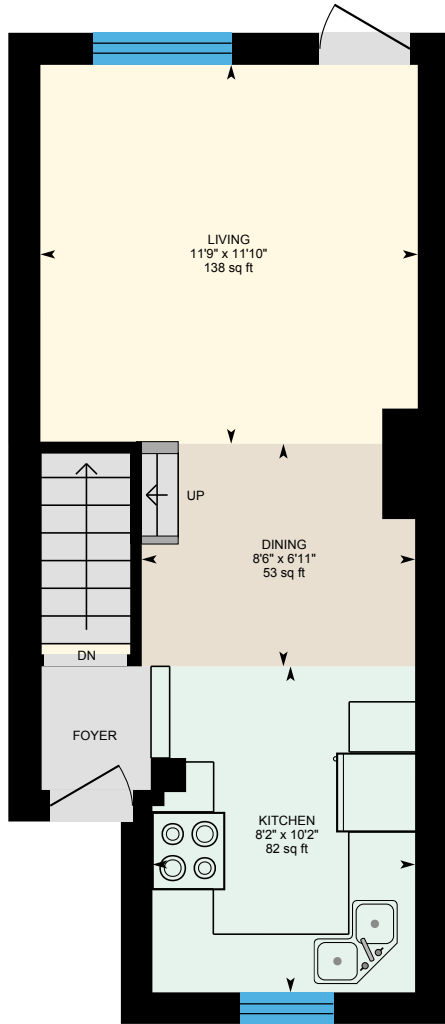 LIVING
11'9" x 11'10"
138 sq ft
UP
DINING
8'6" x 6'11"
53 sq ft
DN
FOYER
KITCHEN
8'2" x 10'2"
82 sq ft